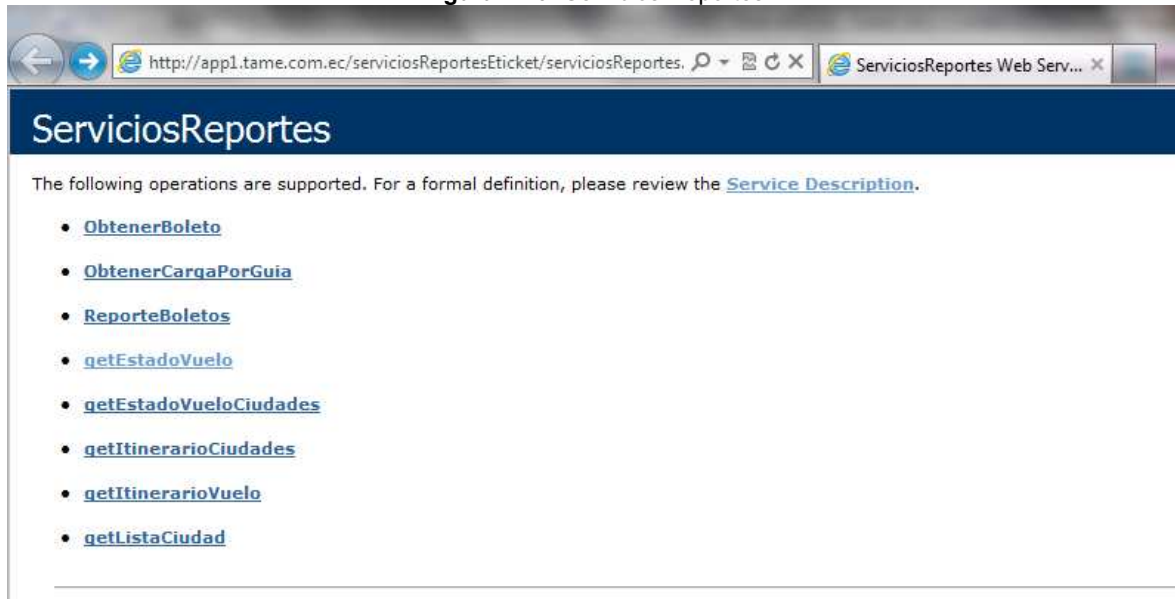 http://app1.tame.com.ec/serviciosReportesEticket/serviciosReportes.
ServiciosReportes Web Serv...
ServiciosReportes
The following operations are supported. For a formal definition, please review the Service Description.
ObtenerBoleto
ObtenerCargaPorGuia
ReporteBoletos
getEstadoVuelo
getEstadoVueloCiudades
getItinerarioCiudades
getItinerarioVuelo
getListaCiudad